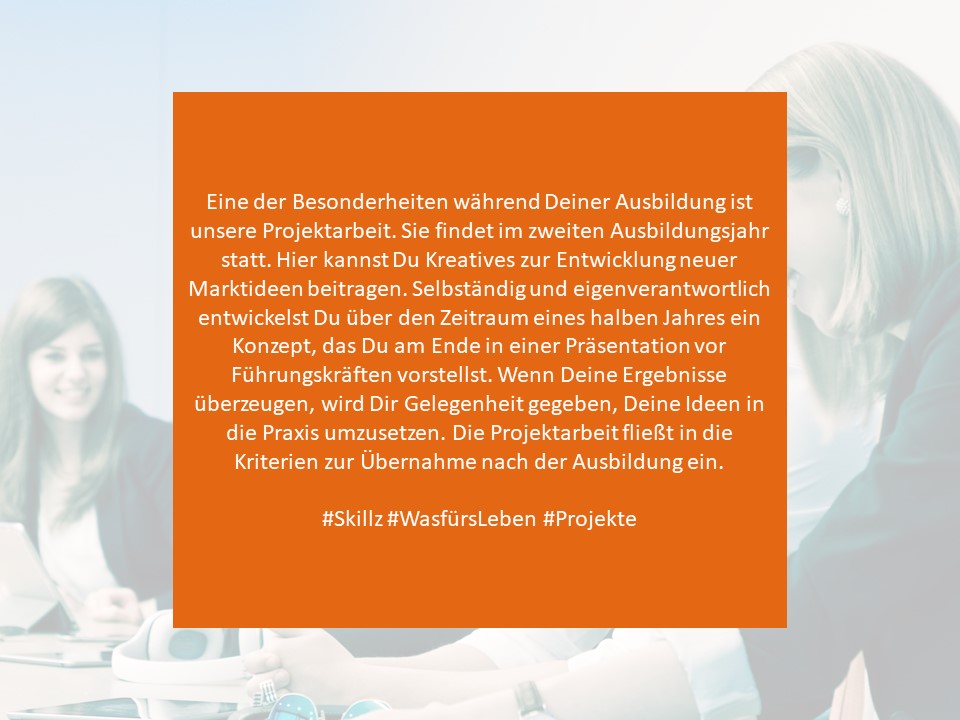 Eine der Besonderheiten während Deiner Ausbildung ist
unsere Projektarbeit. Sie findet im zweiten Ausbildungsjahr
statt. Hier kannst Du Kreatives zur Entwicklung neuer
Marktideen beitragen. Selbständig und eigenverantwortlich
entwickelst Du über den Zeitraum eines halben Jahres ein
Konzept, das Du am Ende in einer Präsentation vor
Führungskräften vorstellst. Wenn Deine Ergebnisse
überzeugen, wird Dir Gelegenheit gegeben, Deine Ideen in
die Praxis umzusetzen. Die Projektarbeit fließt in die
Kriterien zur Übernahme nach der Ausbildung ein.
#Skillz #WasfürsLeben #Projekte